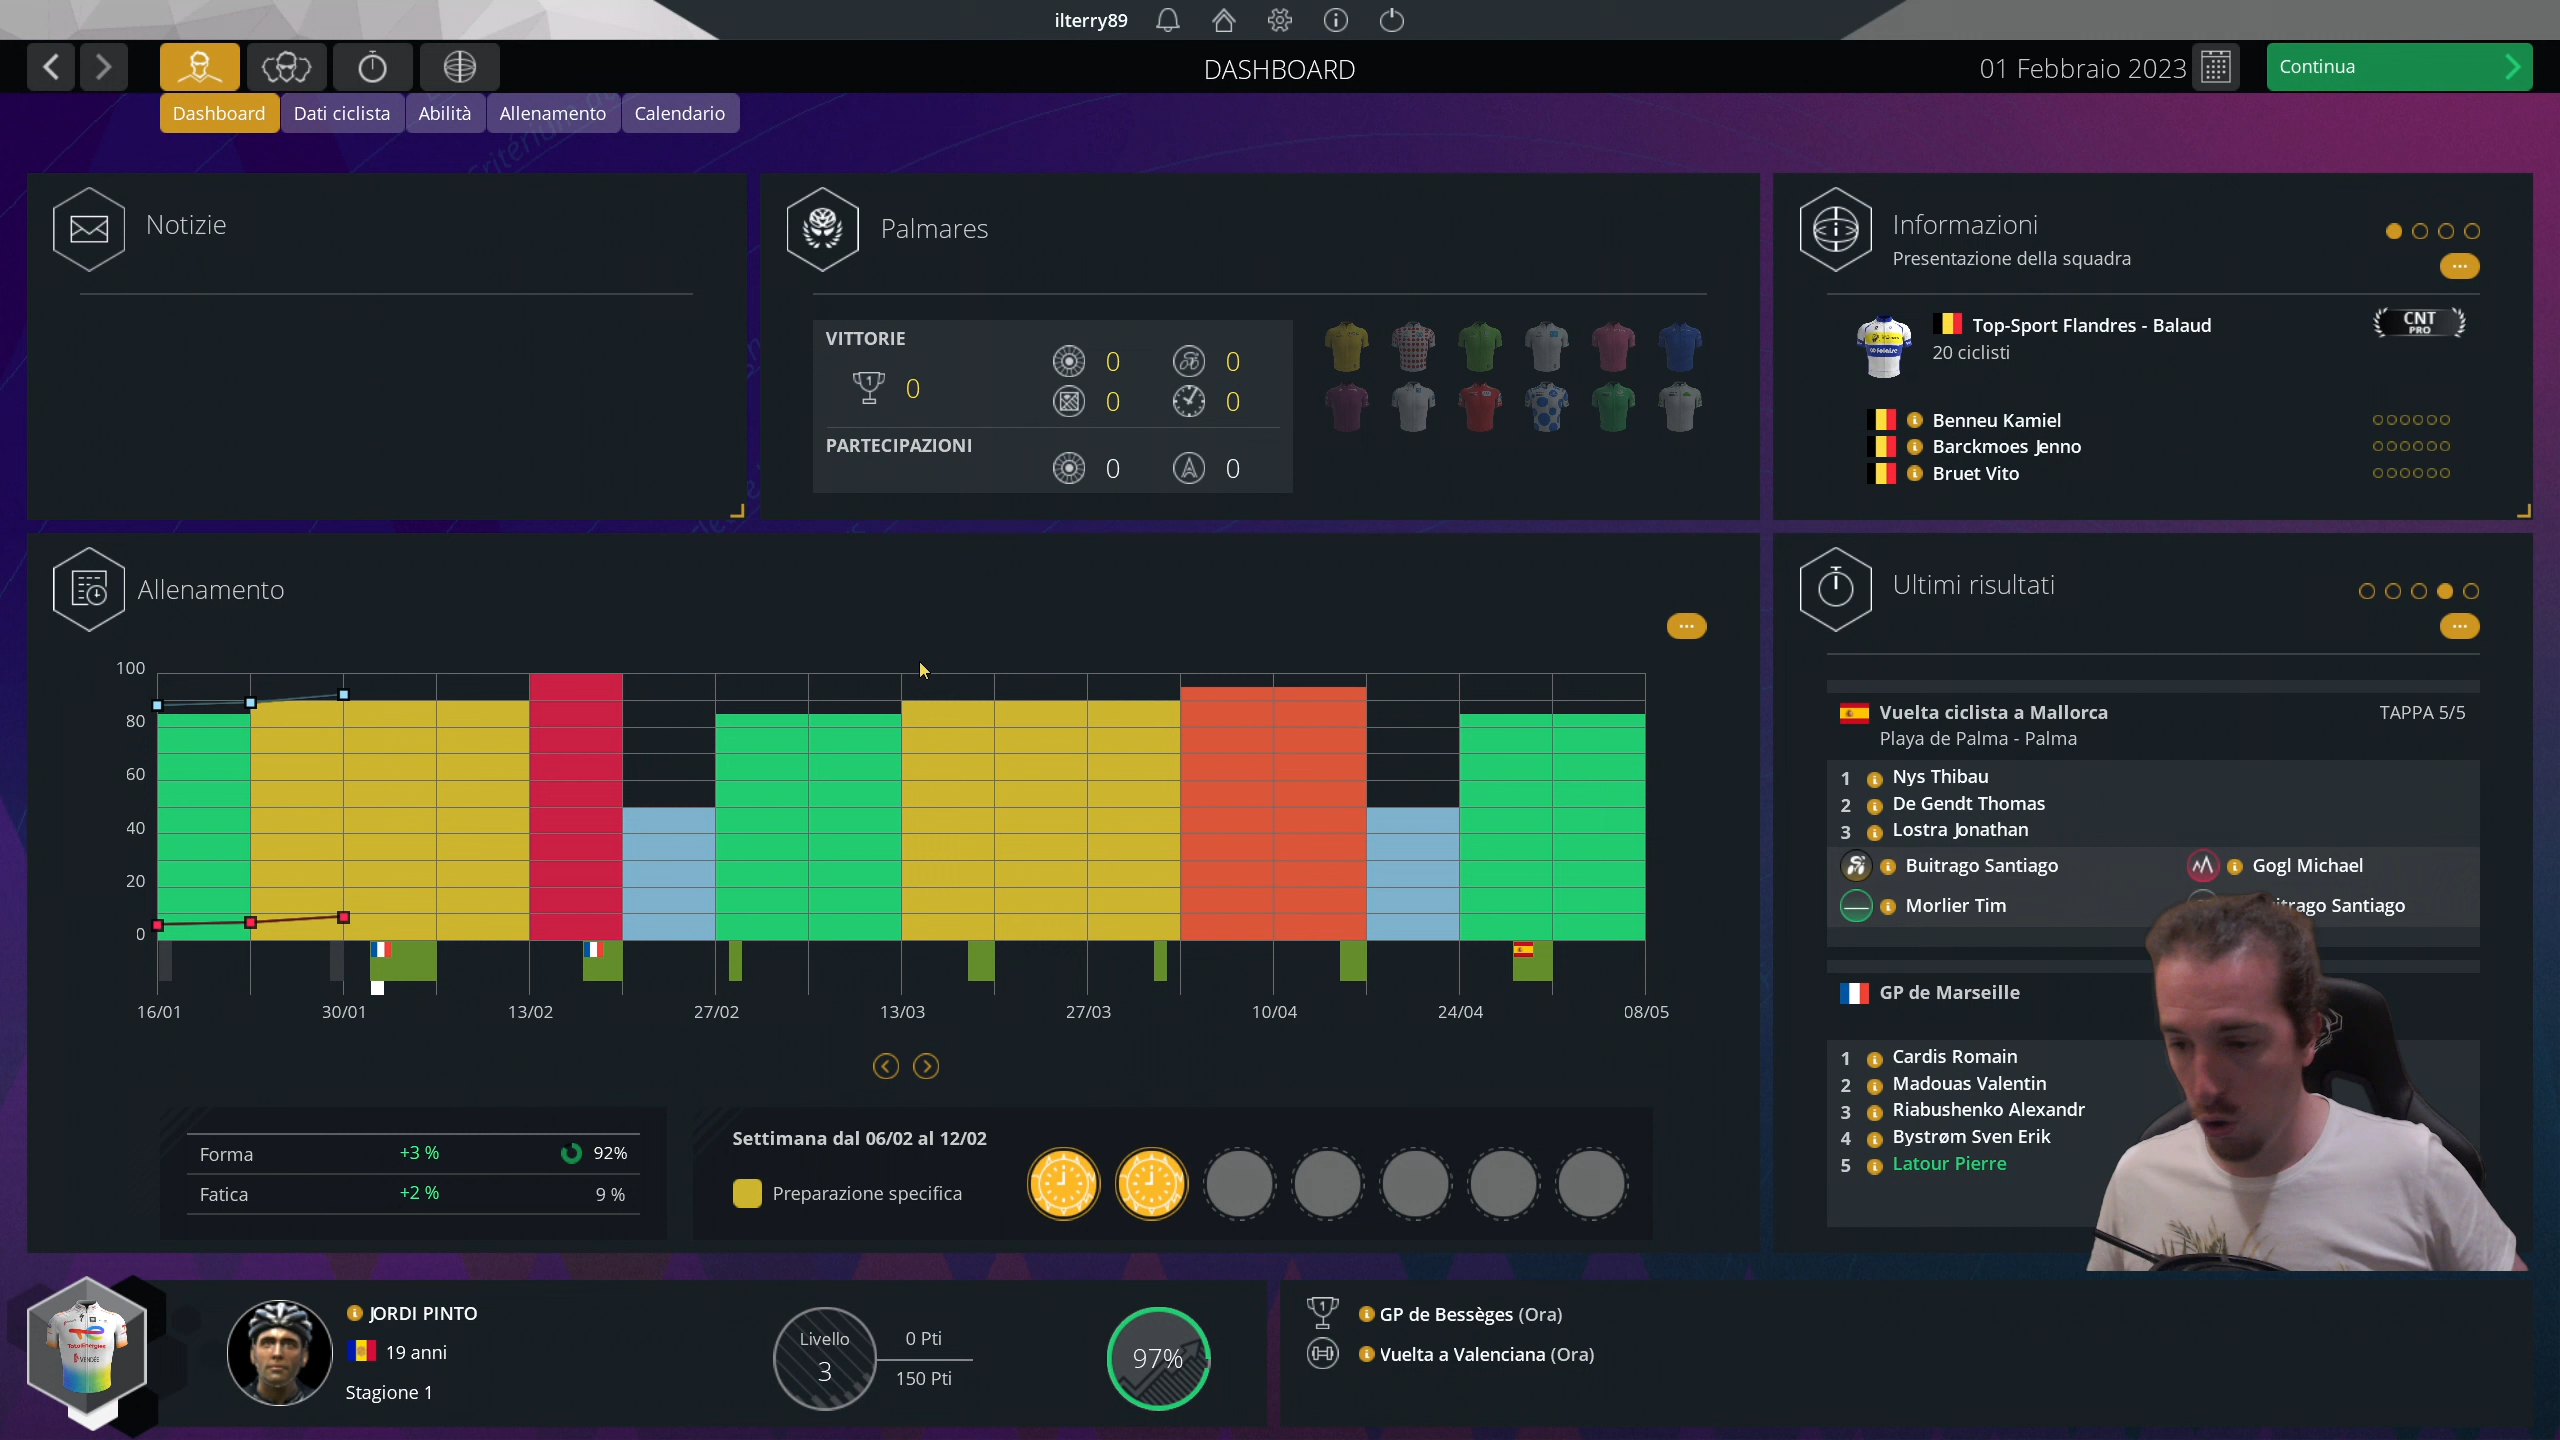 ilterry89
DASHBOARD
01 Febbraio 2023
Continua
Dashboard
Dati ciclista
Abilità
Allenamento
Calendario
Notizie
Palmares
VITTORIE
0
0
0
0
0
PARTECIPAZIONI
0
0
Informazioni
Presentazione della squadra
Top-Sport Flandres - Balaud
CNT
PRO
20 ciclisti
Benneu Kamiel
Barckmoes Jenno
Bruet Vito
Allenamento
100
80
60
40
20
0
16/01
30/01
13/02
27/02
13/03
27/03
10/04
24/04
08/05
Forma +3 % 92%
Fatica +2 % 9 %
Settimana dal 06/02 al 12/02
Preparazione specifica
Ultimi risultati
Vuelta ciclista a Mallorca TAPPA 5/5
Playa de Palma - Palma
1 Nys Thibau
2 De Gendt Thomas
3 Lostra Jonathan
Buitrago Santiago
Gogl Michael
Morlier Tim
itrago Santiago
GP de Marseille
1 Cardis Romain
2 Madouas Valentin
3 Riabushenko Alexandr
4 Bystrøm Sven Erik
5 Latour Pierre
JORDI PINTO
19 anni
Stagione 1
Livello
3
0 Pti
150 Pti
97%
GP de Bessèges (Ora)
Vuelta a Valenciana (Ora)